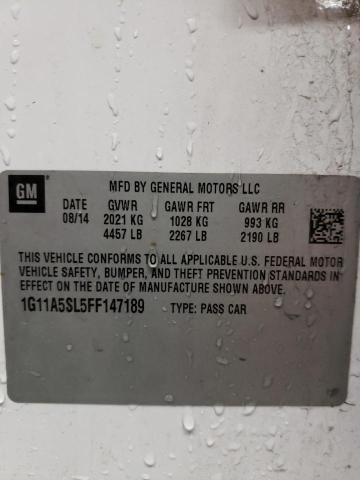 GM
MFD BY GENERAL MOTORS LLC
DATE GVWR GAWR FRT GAWR RR
08/14 2021 KG 1028 KG 993 KG
4457 LB 2267 LB 2190 LB
THIS VEHICLE CONFORMS TO ALL APPLICABLE U.S. FEDERAL MOTOR
VEHICLE SAFETY, BUMPER, AND THEFT PREVENTION STANDARDS IN
EFFECT ON THE DATE OF MANUFACTURE SHOWN ABOVE.
1G11A5SL5FF147189 TYPE: PASS CAR